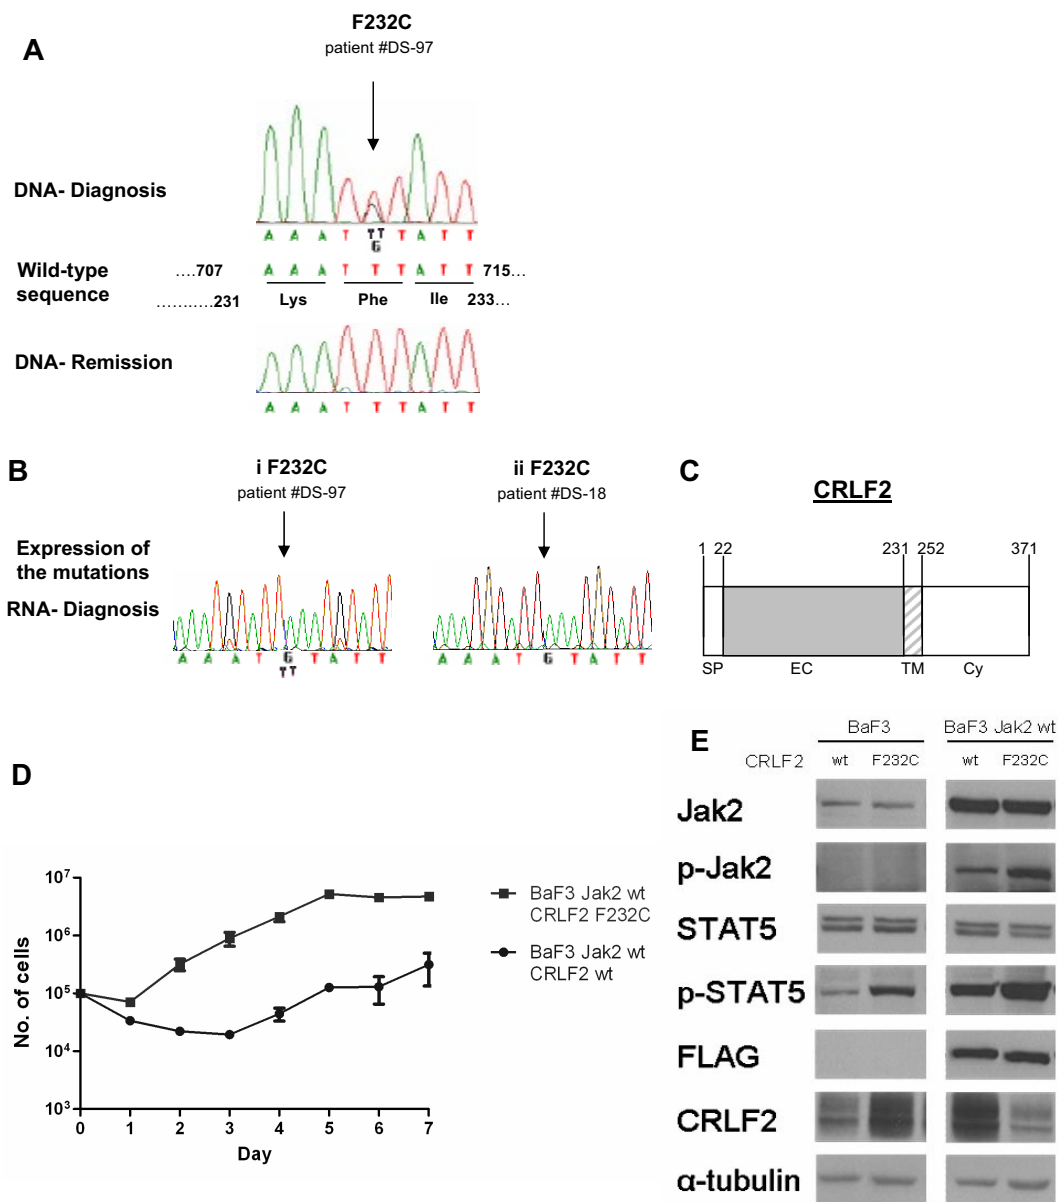 A
F232C
patient #DS-97
DNA- Diagnosis
A A A T TT T A T T
G
Wild-type sequence
....707 A A A T T T A T T 715...
...........231 Lys Phe Ile 233...
DNA- Remission
A A A T T T A T T
B
i F232C
patient #DS-97
ii F232C
patient #DS-18
Expression of the mutations
RNA- Diagnosis
A A A T G T A T T
TT
A A A T G T A T T
C
CRLF2
1 22 231 252 371
SP EC TM Cy
D
No. of cells
10⁷
10⁶
10⁵
10⁴
10³
0 1 2 3 4 5 6 7
Day
BaF3 Jak2 wt
CRLF2 F232C
BaF3 Jak2 wt
CRLF2 wt
E
BaF3 BaF3 Jak2 wt
CRLF2 wt F232C wt F232C
Jak2
p-Jak2
STAT5
p-STAT5
FLAG
CRLF2
α-tubulin